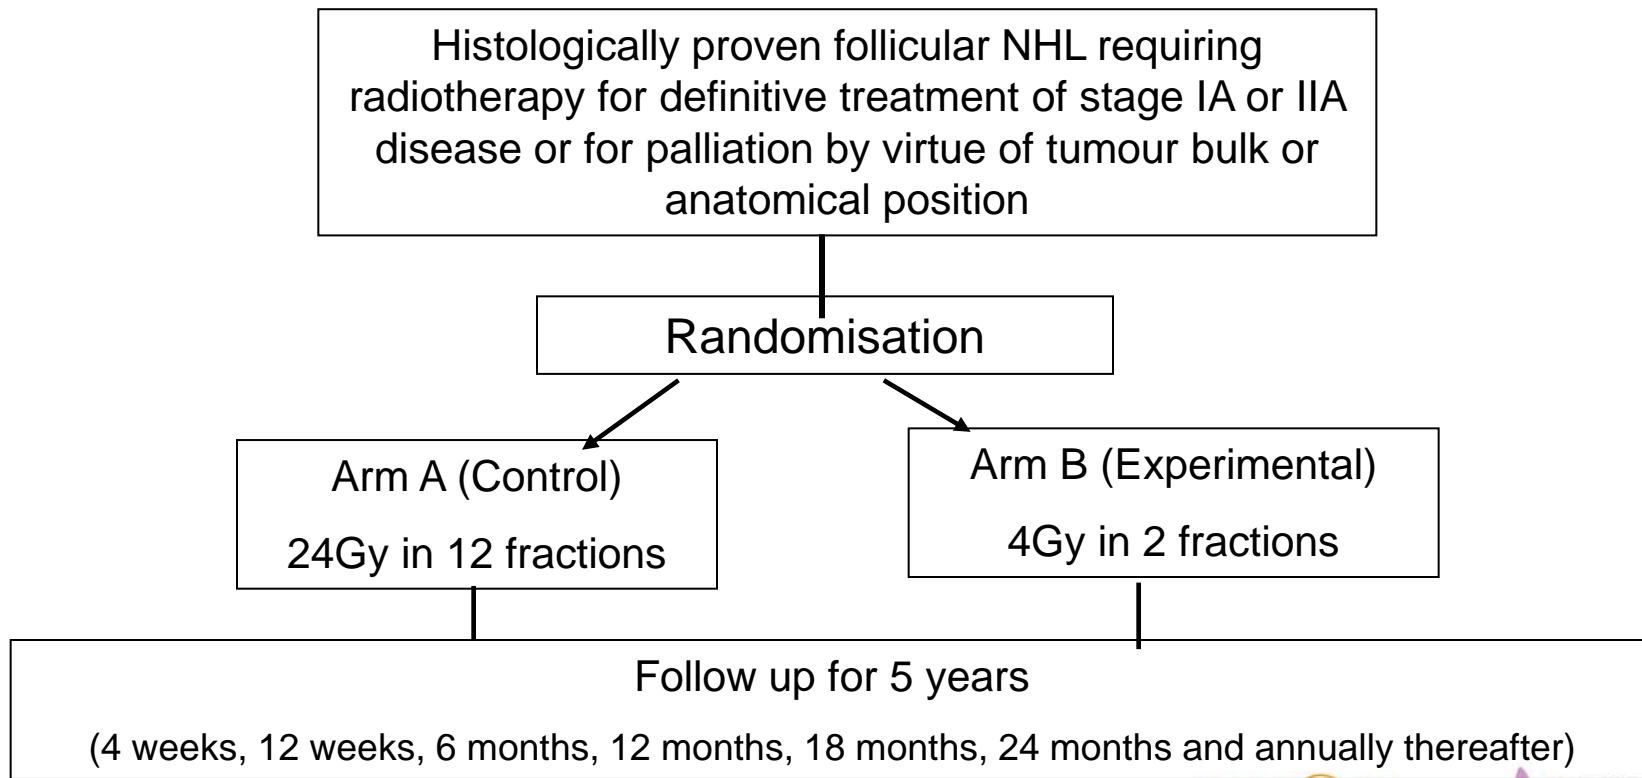 Histologically proven follicular NHL requiring
radiotherapy for definitive treatment of stage IA or IIA
disease or for palliation by virtue of tumour bulk or
anatomical position
Randomisation
Arm A (Control)
24Gy in 12 fractions
Arm B (Experimental)
4Gy in 2 fractions
Follow up for 5 years
(4 weeks, 12 weeks, 6 months, 12 months, 18 months, 24 months and annually thereafter)